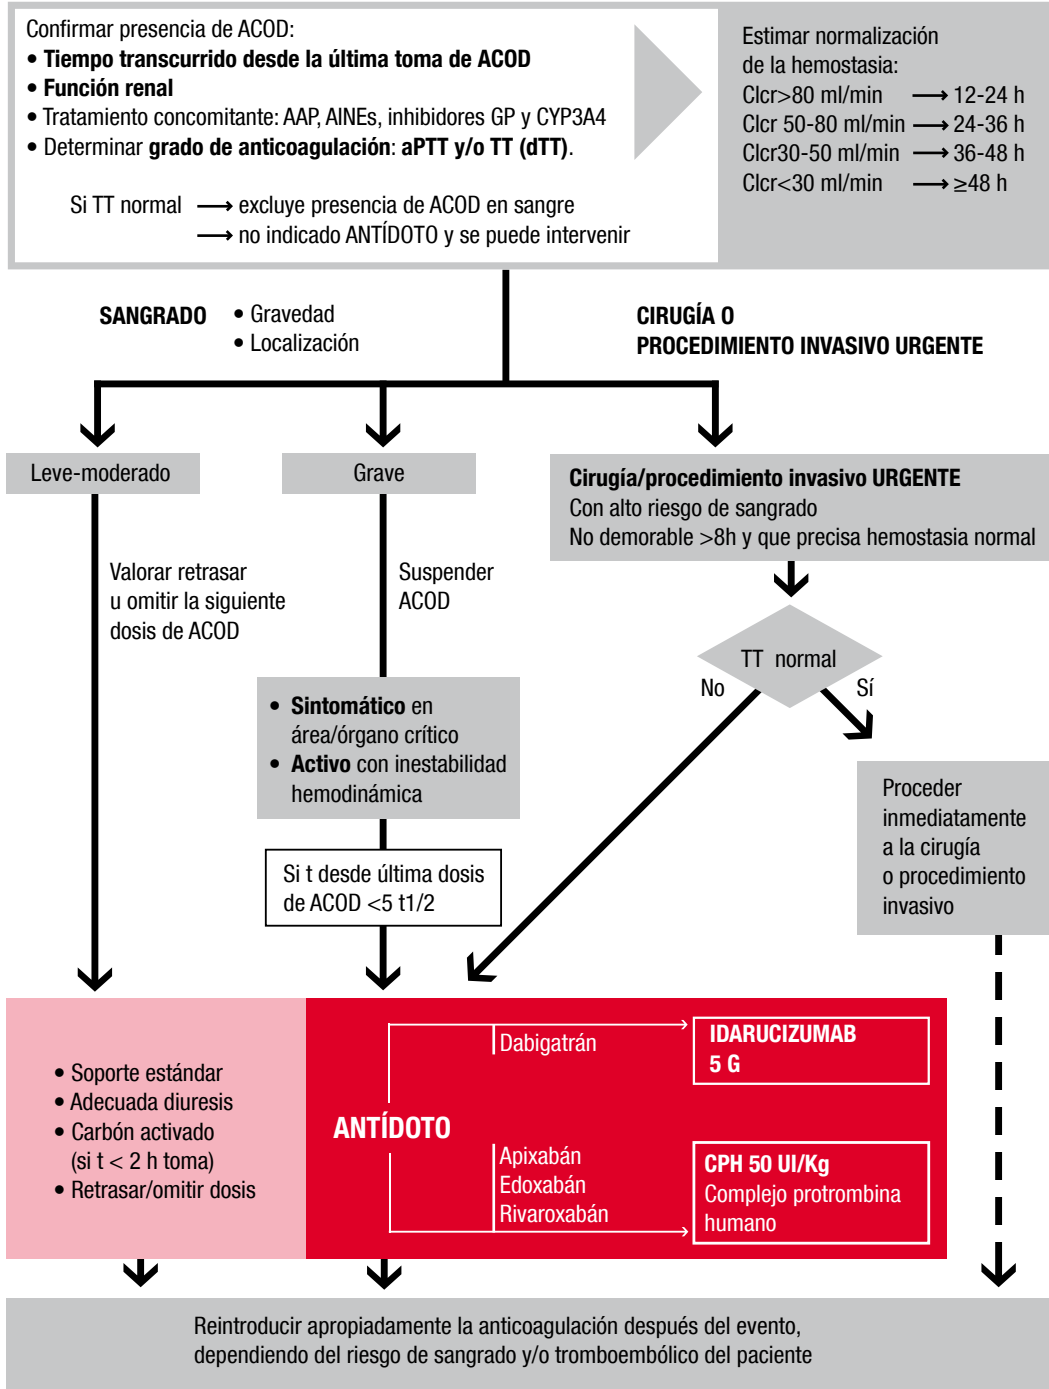 Confirmar presencia de ACOD:
• Tiempo transcurrido desde la última toma de ACOD
• Función renal
• Tratamiento concomitante: AAP, AINEs, inhibidores GP y CYP3A4
• Determinar grado de anticoagulación: aPTT y/o TT (dTT).
Si TT normal ⟶ excluye presencia de ACOD en sangre
⟶ no indicado ANTÍDOTO y se puede intervenir
Estimar normalización
de la hemostasia:
Clcr>80 ml/min ⟶ 12-24 h
Clcr 50-80 ml/min ⟶ 24-36 h
Clcr30-50 ml/min ⟶ 36-48 h
Clcr<30 ml/min ⟶ ≥48 h
SANGRADO • Gravedad
• Localización
CIRUGÍA O
PROCEDIMIENTO INVASIVO URGENTE
Leve-moderado
Grave
Cirugía/procedimiento invasivo URGENTE
Con alto riesgo de sangrado
No demorable >8h y que precisa hemostasia normal
Valorar retrasar
u omitir la siguiente
dosis de ACOD
Suspender
ACOD
TT normal
No
Sí
• Sintomático en
área/órgano crítico
• Activo con inestabilidad
hemodinámica
Si t desde última dosis
de ACOD <5 t1/2
Proceder
inmediatamente
a la cirugía
o procedimiento
invasivo
• Soporte estándar
• Adecuada diuresis
• Carbón activado
(si t < 2 h toma)
• Retrasar/omitir dosis
ANTÍDOTO
Dabigatrán
IDARUCIZUMAB
5 G
Apixabán
Edoxabán
Rivaroxabán
CPH 50 UI/Kg
Complejo protrombina
humano
Reintroducir apropiadamente la anticoagulación después del evento,
dependiendo del riesgo de sangrado y/o tromboembólico del paciente